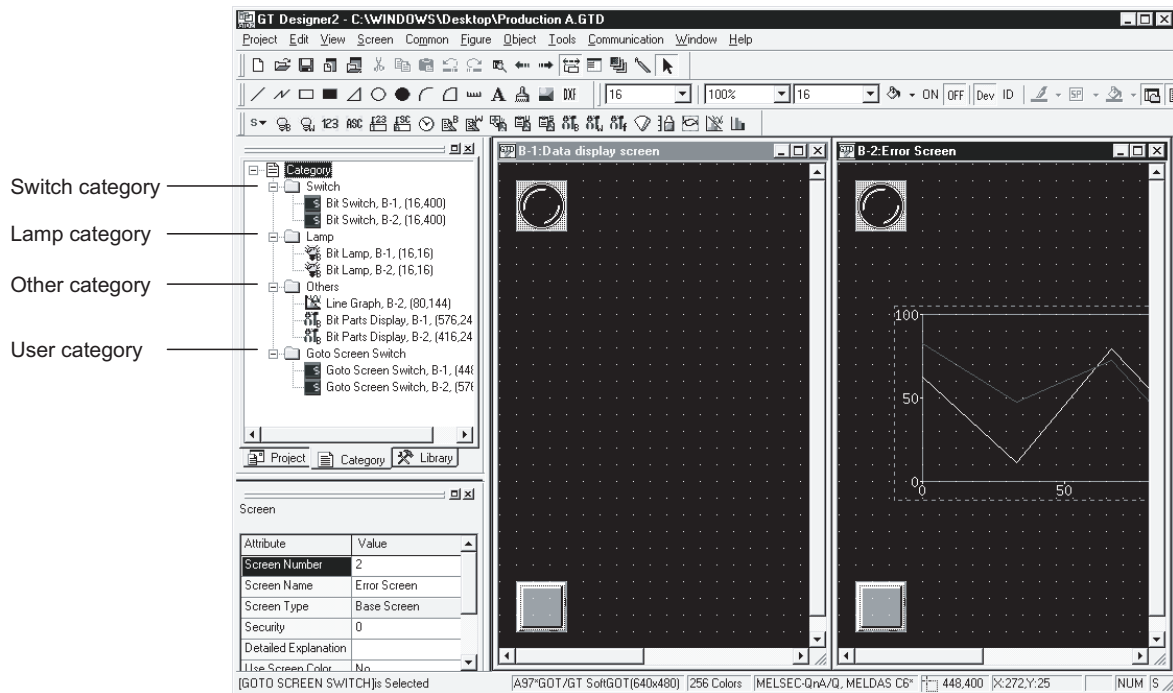 GT Designer2 - C:\WINDOWS\Desktop\Production A.GTD
Project Edit View Screen Common Figure Object Tools Communication Window Help
A DXF 16 100% 16 ON OFF Dev ID SP
S 123 ASC
Category
Switch
Bit Switch, B-1, (16,400)
Bit Switch, B-2, (16,400)
Lamp
Bit Lamp, B-1, (16,16)
Bit Lamp, B-2, (16,16)
Others
Line Graph, B-2, (80,144)
Bit Parts Display, B-1, (576,24
Bit Parts Display, B-2, (416,24
Goto Screen Switch
Goto Screen Switch, B-1, (448
Goto Screen Switch, B-2, (576
Switch category
Lamp category
Other category
User category
Project Category Library
Screen
Attribute Value
Screen Number 2
Screen Name Error Screen
Screen Type Base Screen
Security 0
Detailed Explanation
Use Screen Color No
B-1:Data display screen
B-2:Error Screen
100
50
0
0 50
[GOTO SCREEN SWITCH]is Selected A97*GOT/GT SoftGOT(640x480) 256 Colors MELSEC-QnA/Q, MELDAS C6* 448,400 X:272,Y:25 NUM S